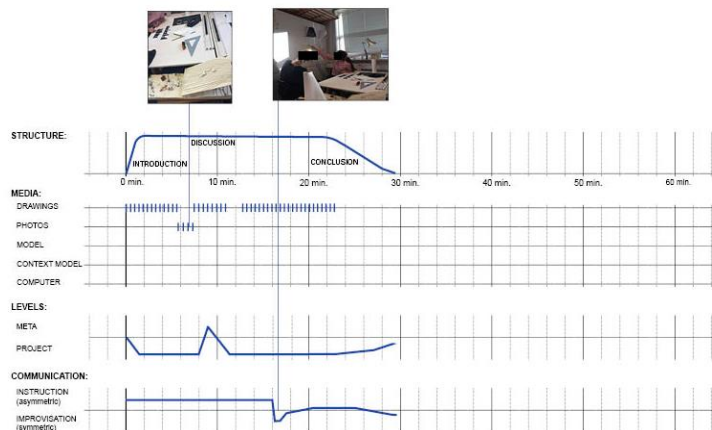 STRUCTURE:
DISCUSSION
INTRODUCTION
CONCLUSION
0 min. 10 min. 20 min. 30 min. 40 min. 50 min. 60 min.
MEDIA:
DRAWINGS
PHOTOS
MODEL
CONTEXT MODEL
COMPUTER
LEVELS:
META
PROJECT
COMMUNICATION:
INSTRUCTION
(asymmetric)
IMPROVISATION
(symmetric)